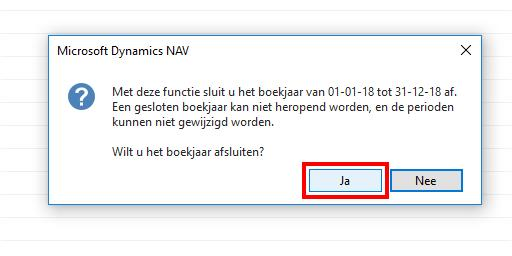 Microsoft Dynamics NAV
Met deze functie sluit u het boekjaar van 01-01-18 tot 31-12-18 af.
Een gesloten boekjaar kan niet heropend worden, en de perioden
kunnen niet gewijzigd worden.
Wilt u het boekjaar afsluiten?
Ja
Nee